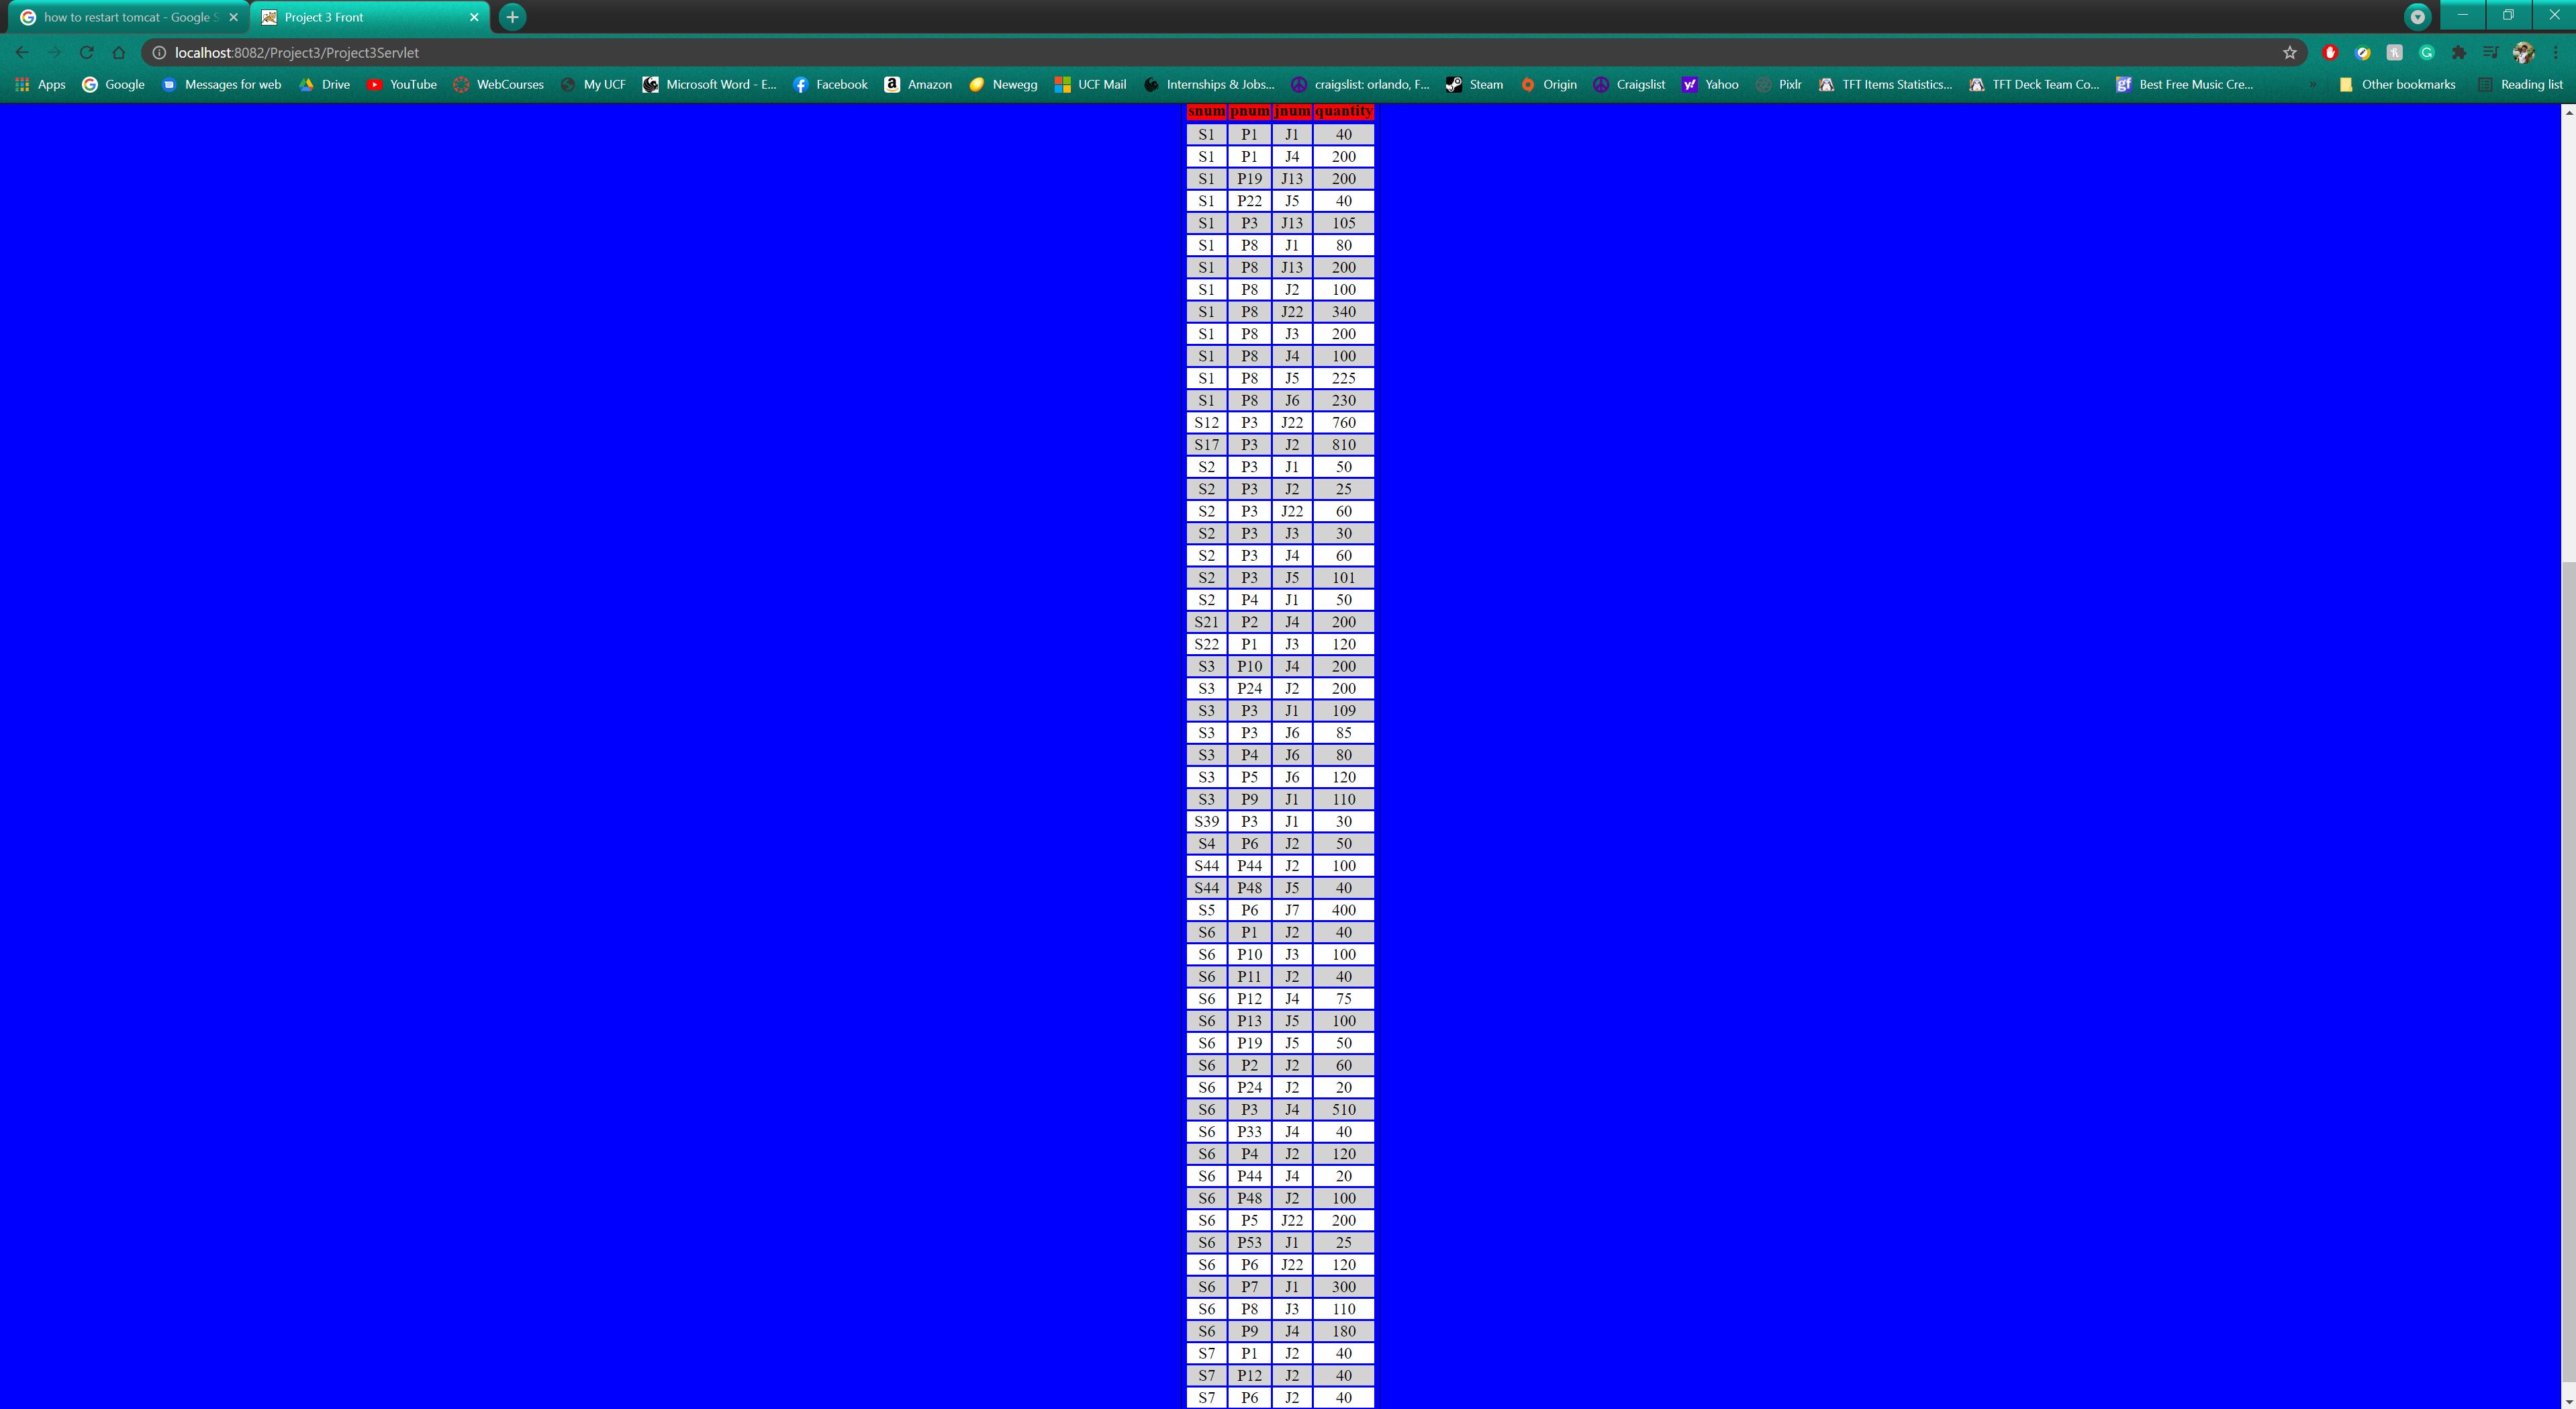 how to restart tomcat - Google S
Project 3 Front
localhost:8082/Project3/Project3Servlet
Apps Google Messages for web Drive YouTube WebCourses My UCF Microsoft Word - E... Facebook Amazon Newegg UCF Mail Internships & Jobs... craigslist: orlando, F... Steam Origin Craigslist Yahoo Pixlr TFT Items Statistics... TFT Deck Team Co... gf Best Free Music Cre... » Other bookmarks Reading list
snum pnum jnum quantity
S1 P1 J1 40
S1 P1 J4 200
S1 P19 J13 200
S1 P22 J5 40
S1 P3 J13 105
S1 P8 J1 80
S1 P8 J13 200
S1 P8 J2 100
S1 P8 J22 340
S1 P8 J3 200
S1 P8 J4 100
S1 P8 J5 225
S1 P8 J6 230
S12 P3 J22 760
S17 P3 J2 810
S2 P3 J1 50
S2 P3 J2 25
S2 P3 J22 60
S2 P3 J3 30
S2 P3 J4 60
S2 P3 J5 101
S2 P4 J1 50
S21 P2 J4 200
S22 P1 J3 120
S3 P10 J4 200
S3 P24 J2 200
S3 P3 J1 109
S3 P3 J6 85
S3 P4 J6 80
S3 P5 J6 120
S3 P9 J1 110
S39 P3 J1 30
S4 P6 J2 50
S44 P44 J2 100
S44 P48 J5 40
S5 P6 J7 400
S6 P1 J2 40
S6 P10 J3 100
S6 P11 J2 40
S6 P12 J4 75
S6 P13 J5 100
S6 P19 J5 50
S6 P2 J2 60
S6 P24 J2 20
S6 P3 J4 510
S6 P33 J4 40
S6 P4 J2 120
S6 P44 J4 20
S6 P48 J2 100
S6 P5 J22 200
S6 P53 J1 25
S6 P6 J22 120
S6 P7 J1 300
S6 P8 J3 110
S6 P9 J4 180
S7 P1 J2 40
S7 P12 J2 40
S7 P6 J2 40